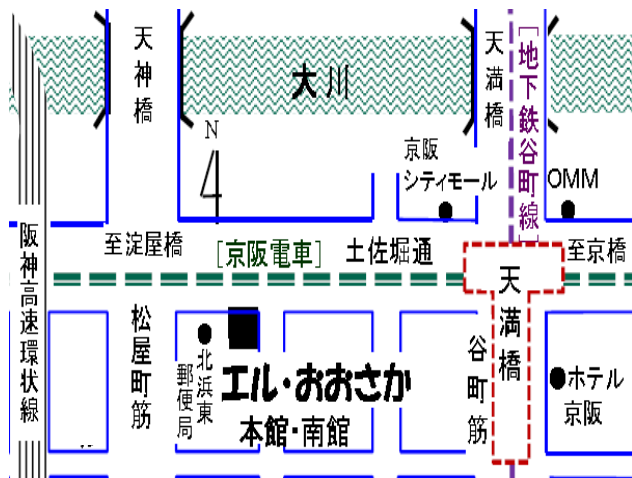 天神橋
大川
天満橋
[地下鉄谷町線]
N
京阪
シティモール
OMM
阪神高速環状線
至淀屋橋
[京阪電車]
土佐堀通
至京橋
天満橋
松屋町筋
北浜東
郵便局
エル・おおさか
本館・南館
谷町筋
ホテル
京阪